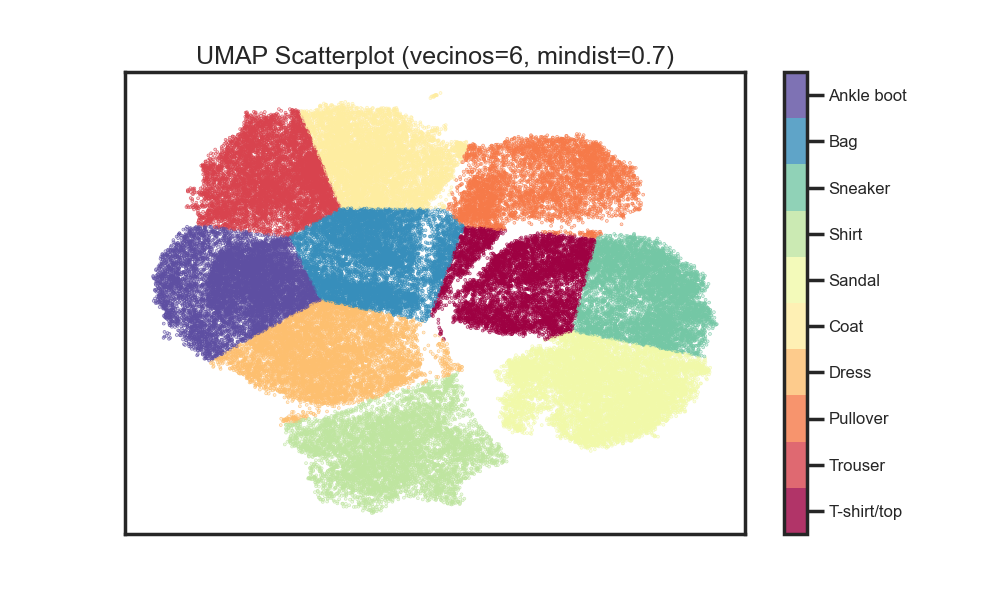 UMAP Scatterplot (vecinos=6, mindist=0.7)
Ankle boot
Bag
Sneaker
Shirt
Sandal
Coat
Dress
Pullover
Trouser
T-shirt/top